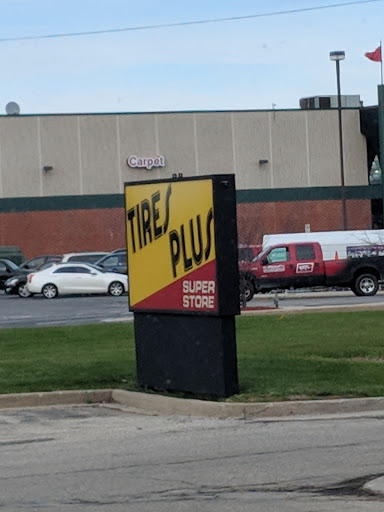 Carpet
TIRES
PLUS
SUPER
STORE